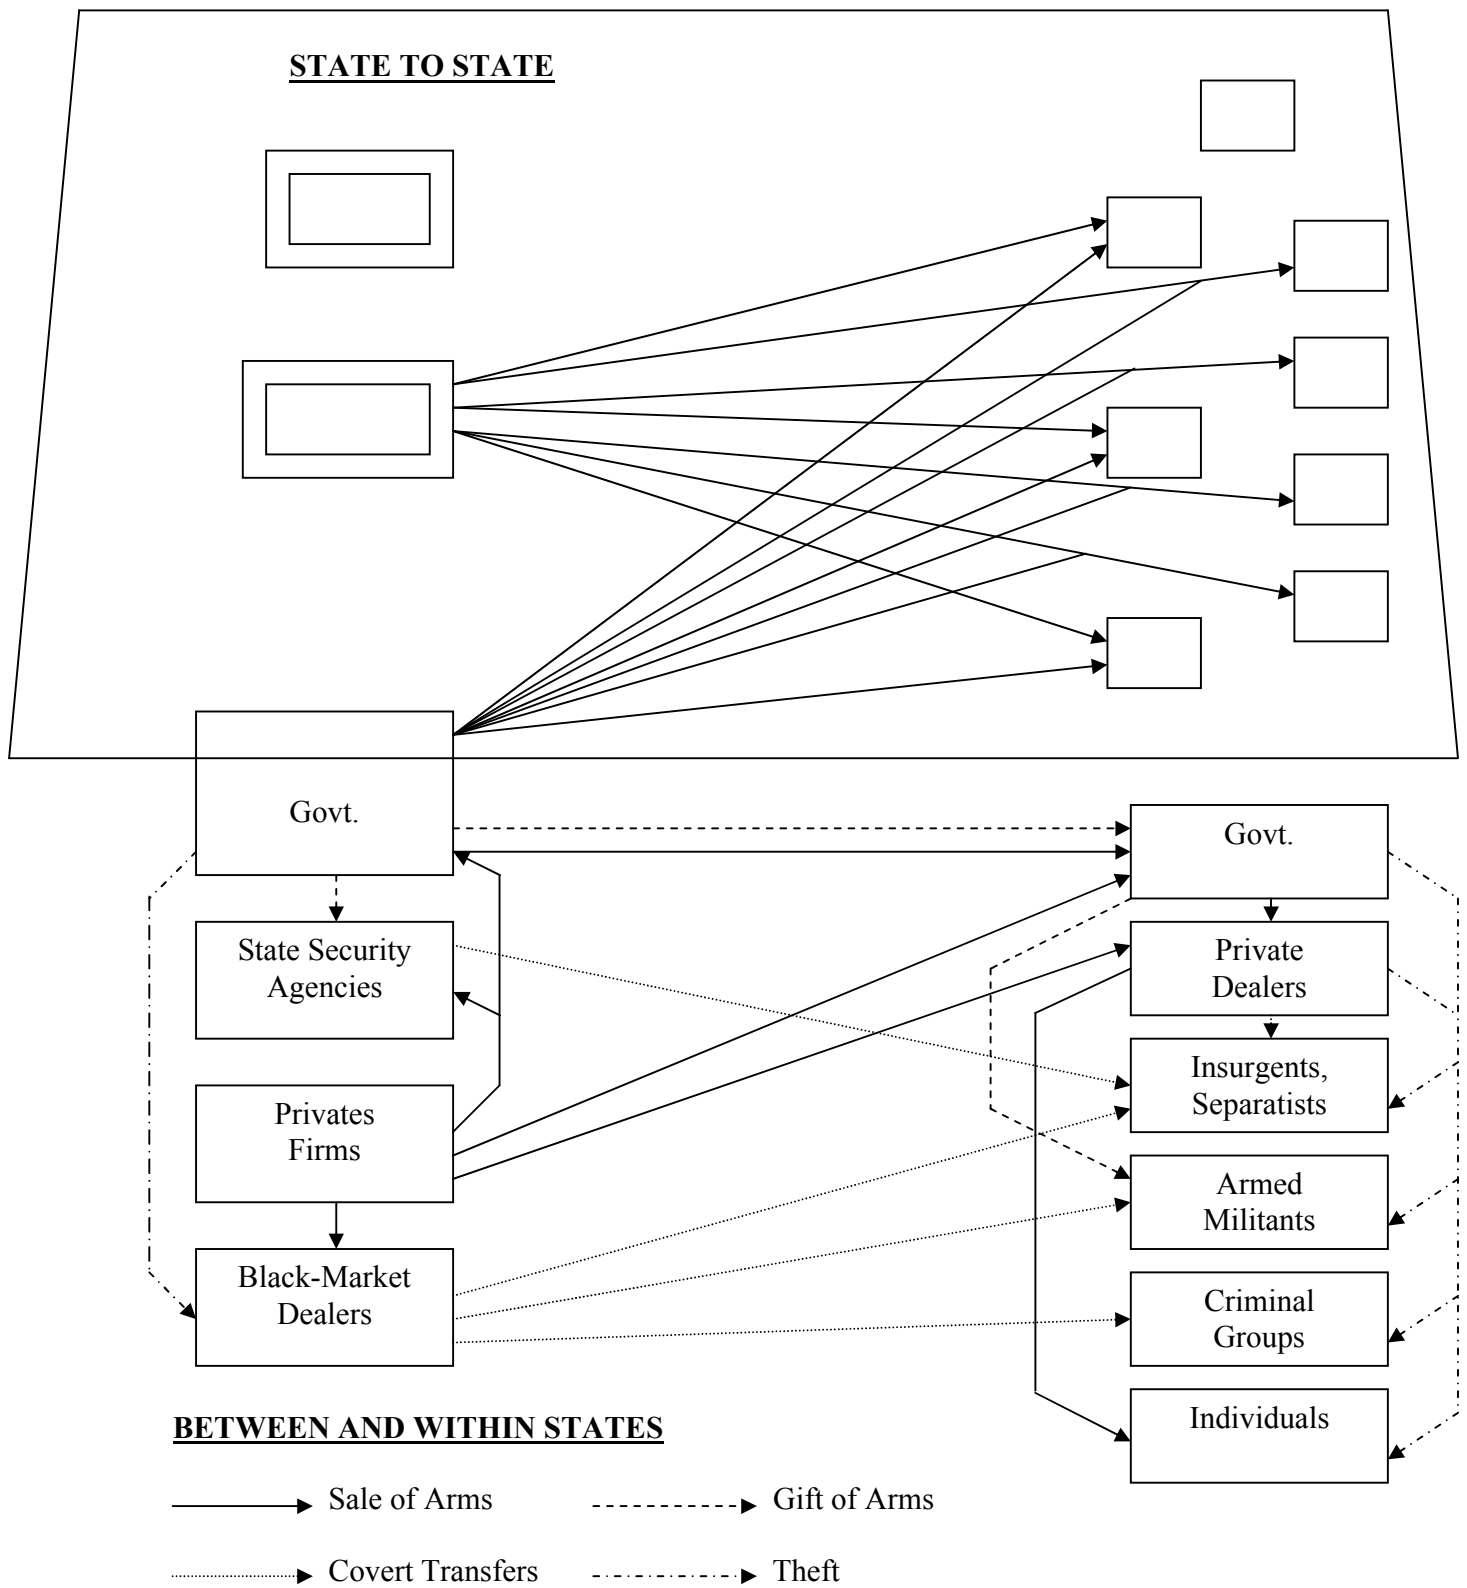 STATE TO STATE
Govt.
State Security
Agencies
Privates
Firms
Black-Market
Dealers
Govt.
Private
Dealers
Insurgents,
Separatists
Armed
Militants
Criminal
Groups
Individuals
BETWEEN AND WITHIN STATES
Sale of Arms
Gift of Arms
Covert Transfers
Theft